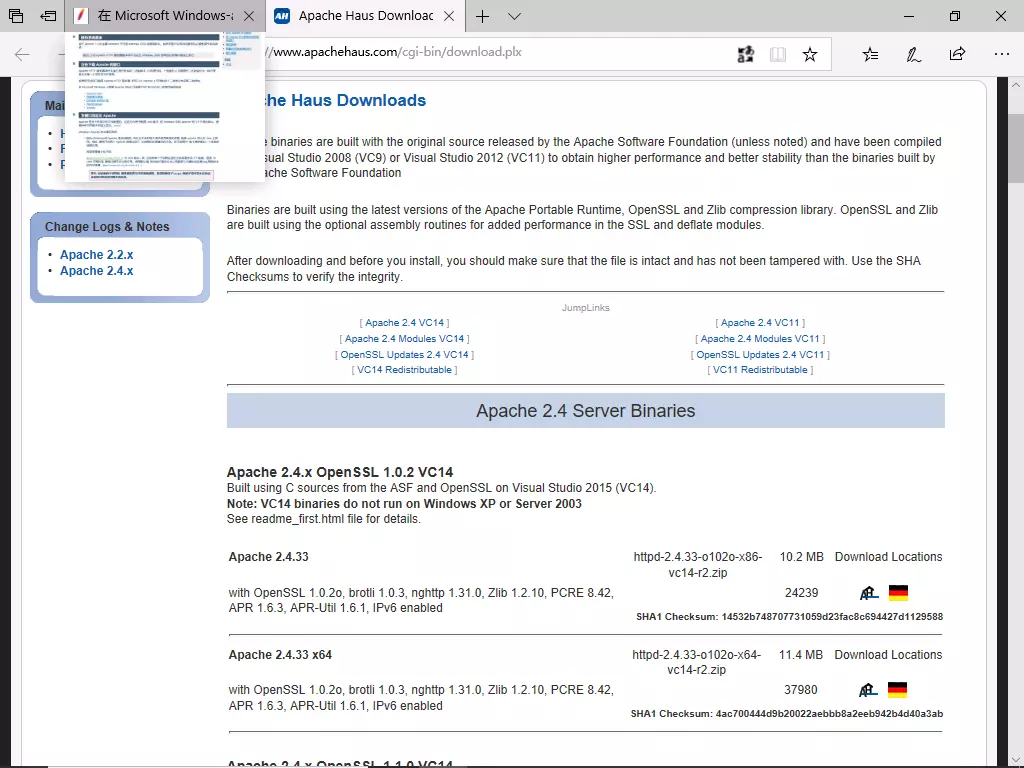 在 Microsoft Windows-
Apache Haus Downloac
//www.apachehaus.com/cgi-bin/download.plx
Mai
che Haus Downloads
binaries are built with the original source released by the Apache Software Foundation (unless noted) and have been compiled
sual Studio 2008 (VC9) or Visual Studio 2012 (VC11) to obtain higher performance and better stability than the binaries built by
ache Software Foundation
Change Logs & Notes
• Apache 2.2.x
• Apache 2.4.x
Binaries are built using the latest versions of the Apache Portable Runtime, OpenSSL and Zlib compression library. OpenSSL and Zlib
are built using the optional assembly routines for added performance in the SSL and deflate modules.
After downloading and before you install, you should make sure that the file is intact and has not been tampered with. Use the SHA
Checksums to verify the integrity.
JumpLinks
[ Apache 2.4 VC14 ] [ Apache 2.4 VC11 ]
[ Apache 2.4 Modules VC14 ] [ Apache 2.4 Modules VC11 ]
[ OpenSSL Updates 2.4 VC14 ] [ OpenSSL Updates 2.4 VC11 ]
[ VC14 Redistributable ] [ VC11 Redistributable ]
Apache 2.4 Server Binaries
Apache 2.4.x OpenSSL 1.0.2 VC14
Built using C sources from the ASF and OpenSSL on Visual Studio 2015 (VC14).
Note: VC14 binaries do not run on Windows XP or Server 2003
See readme_first.html file for details.
Apache 2.4.33 httpd-2.4.33-o102o-x86- 10.2 MB Download Locations
vc14-r2.zip
with OpenSSL 1.0.2o, brotli 1.0.3, nghttp 1.31.0, Zlib 1.2.10, PCRE 8.42, 24239
APR 1.6.3, APR-Util 1.6.1, IPv6 enabled
SHA1 Checksum: 14532b748707731059d23fac8c694427d1129588
Apache 2.4.33 x64 httpd-2.4.33-o102o-x64- 11.4 MB Download Locations
vc14-r2.zip
with OpenSSL 1.0.2o, brotli 1.0.3, nghttp 1.31.0, Zlib 1.2.10, PCRE 8.42, 37980
APR 1.6.3, APR-Util 1.6.1, IPv6 enabled
SHA1 Checksum: 4ac700444d9b20022aebbb8a2eeb942b4d40a3ab
Apache 2.4.x OpenSSL 1.1.0 VC14